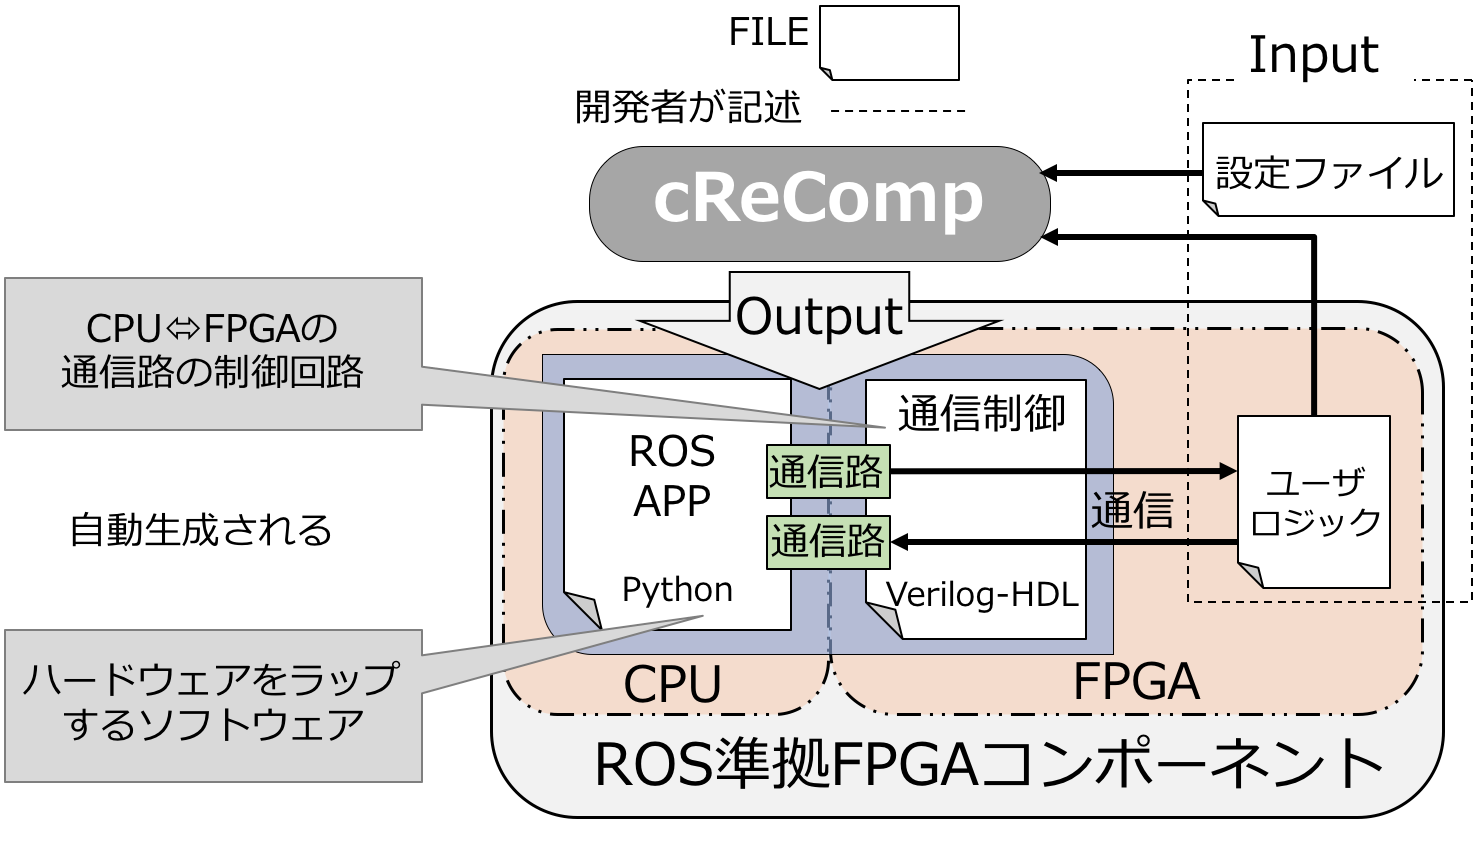 FILE
Input
開発者が記述
設定ファイル
cReComp
Output
CPU⇔FPGAの
通信路の制御回路
通信制御
ROS
APP
通信路
通信路
通信
ユーザ
ロジック
自動生成される
Python
Verilog-HDL
ハードウェアをラップ
するソフトウェア
CPU
FPGA
ROS準拠FPGAコンポーネント